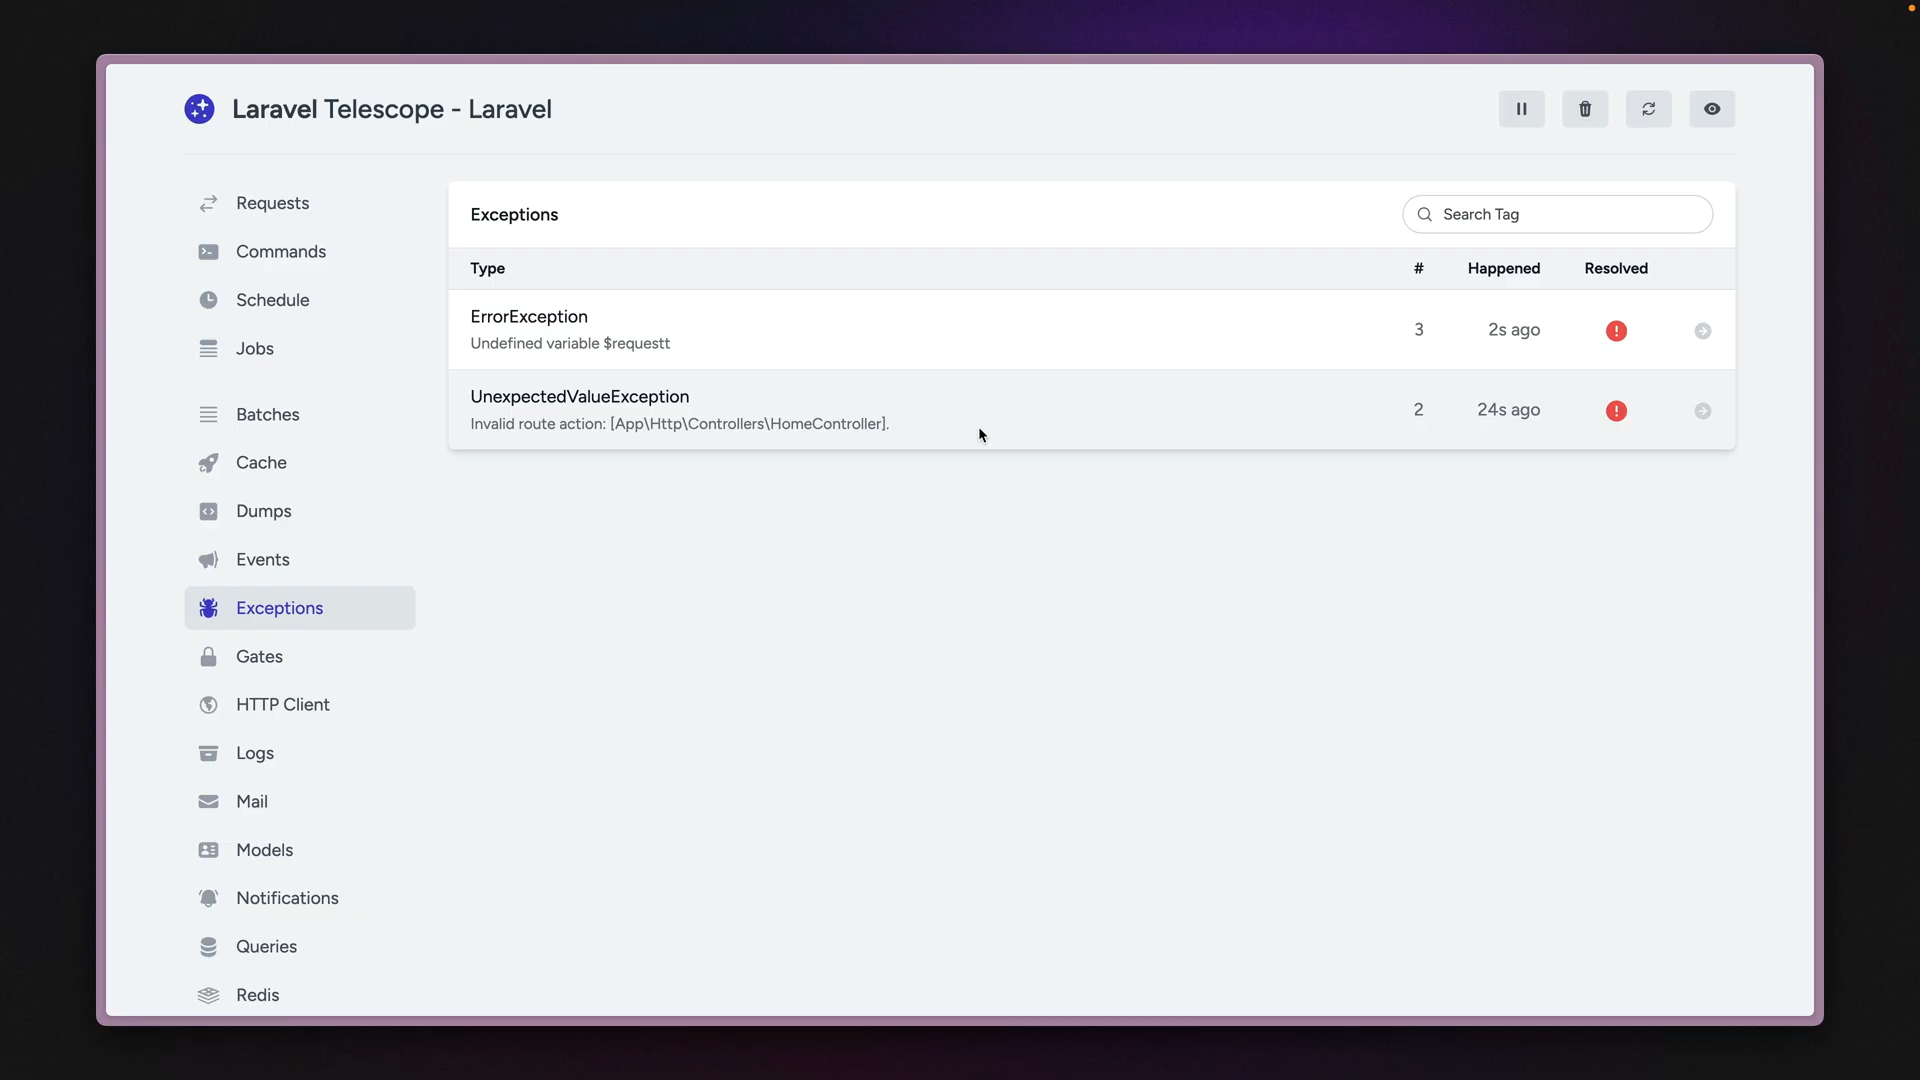 Laravel Telescope - Laravel
Requests
Commands
Schedule
Jobs
Batches
Cache
Dumps
Events
Exceptions
Gates
HTTP Client
Logs
Mail
Models
Notifications
Queries
Redis
Exceptions
Search Tag
Type # Happened Resolved
ErrorException
Undefined variable $requestt
3 2s ago
UnexpectedValueException
Invalid route action: [App\Http\Controllers\HomeController].
2 24s ago